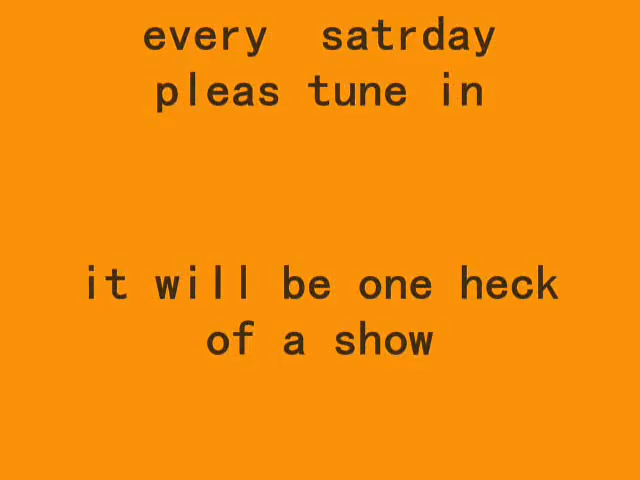 every  satrday
pleas tune in
it will be one heck
of a show